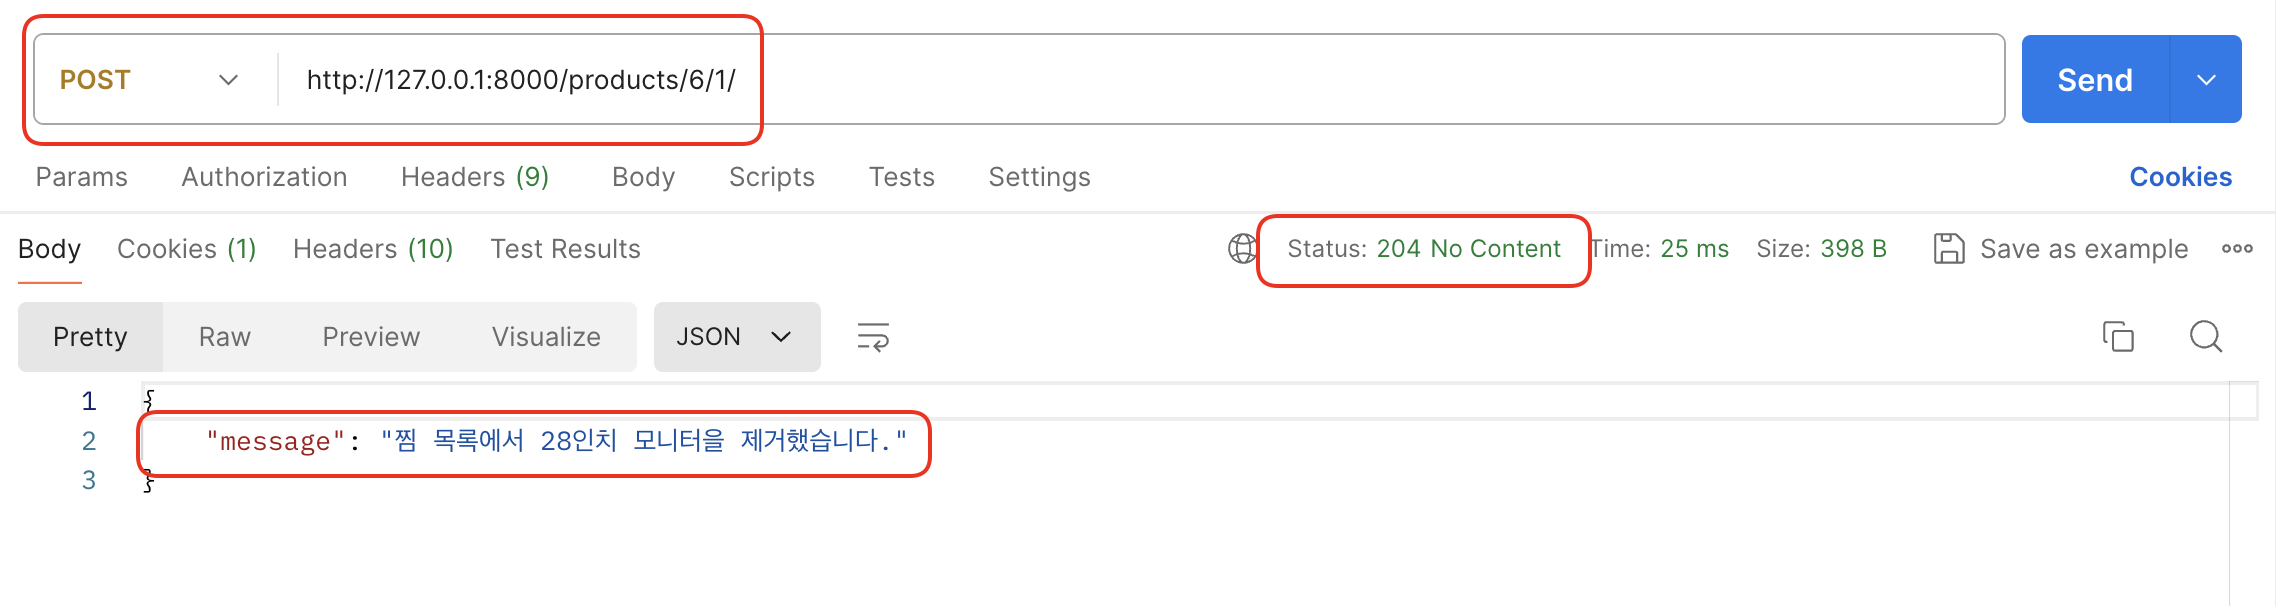 POST http://127.0.0.1:8000/products/6/1/ Send
Params Authorization Headers (9) Body Scripts Tests Settings Cookies
Body Cookies (1) Headers (10) Test Results Status: 204 No Content Time: 25 ms Size: 398 B Save as example
Pretty Raw Preview Visualize JSON
1 {
2 "message": "찜 목록에서 28인치 모니터을 제거했습니다."
3 }